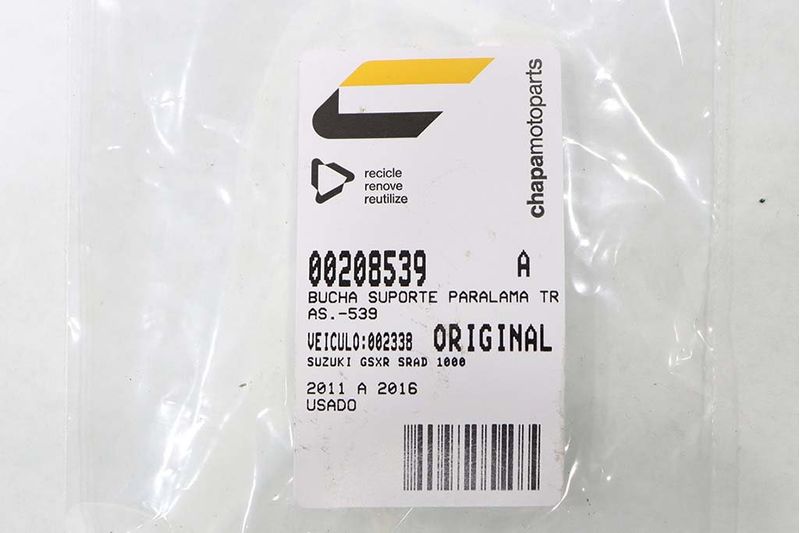 chapamotoparts
recicle
renove
reutilize
00208539 A
BUCHA SUPORTE PARALAMA TR
AS.-539
VEICULO:002338 ORIGINAL
SUZUKI GSXR SRAD 1000
2011 A 2016
USADO